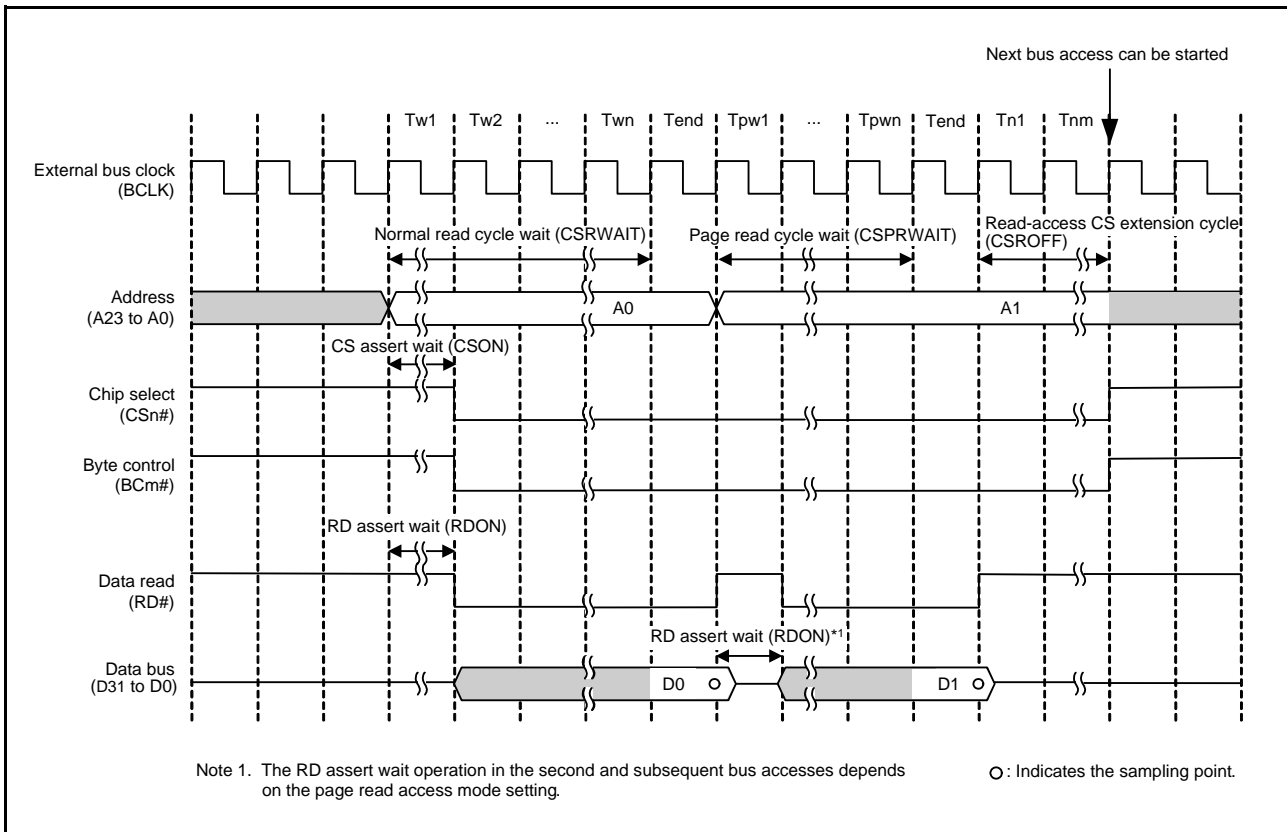 Next bus access can be started
Tw1 Tw2 ... Twn Tend Tpw1 ... Tpwn Tend Tn1 Tnm
External bus clock
(BCLK)
Normal read cycle wait (CSRWAIT) Page read cycle wait (CSPRWAIT) Read-access CS extension cycle
(CSROFF)
Address
(A23 to A0)
A0 A1
CS assert wait (CSON)
Chip select
(CSn#)
Byte control
(BCm#)
RD assert wait (RDON)
Data read
(RD#)
RD assert wait (RDON)*1
Data bus
(D31 to D0)
D0 D1
Note 1. The RD assert wait operation in the second and subsequent bus accesses depends
on the page read access mode setting.
: Indicates the sampling point.